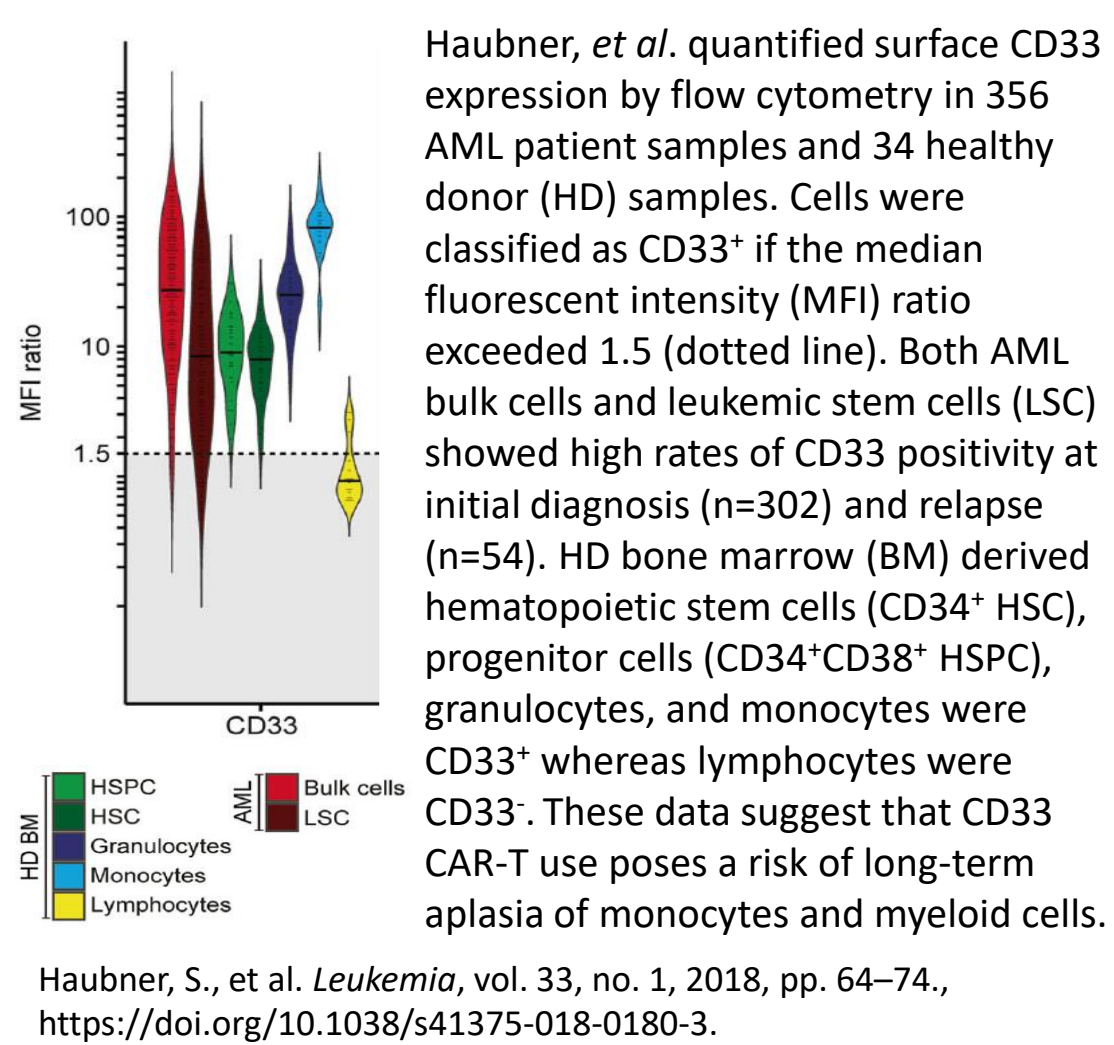 Haubner, et al. quantified surface CD33
expression by flow cytometry in 356
AML patient samples and 34 healthy
donor (HD) samples. Cells were
classified as CD33⁺ if the median
fluorescent intensity (MFI) ratio
exceeded 1.5 (dotted line). Both AML
bulk cells and leukemic stem cells (LSC)
showed high rates of CD33 positivity at
initial diagnosis (n=302) and relapse
(n=54). HD bone marrow (BM) derived
hematopoietic stem cells (CD34⁺ HSC),
progenitor cells (CD34⁺CD38⁺ HSPC),
granulocytes, and monocytes were
CD33⁺ whereas lymphocytes were
CD33⁻. These data suggest that CD33
CAR-T use poses a risk of long-term
aplasia of monocytes and myeloid cells.
MFI ratio
100
10
1.5
CD33
HD BM
HSPC
HSC
Granulocytes
Monocytes
Lymphocytes
AML
Bulk cells
LSC
Haubner, S., et al. Leukemia, vol. 33, no. 1, 2018, pp. 64–74.,
https://doi.org/10.1038/s41375-018-0180-3.